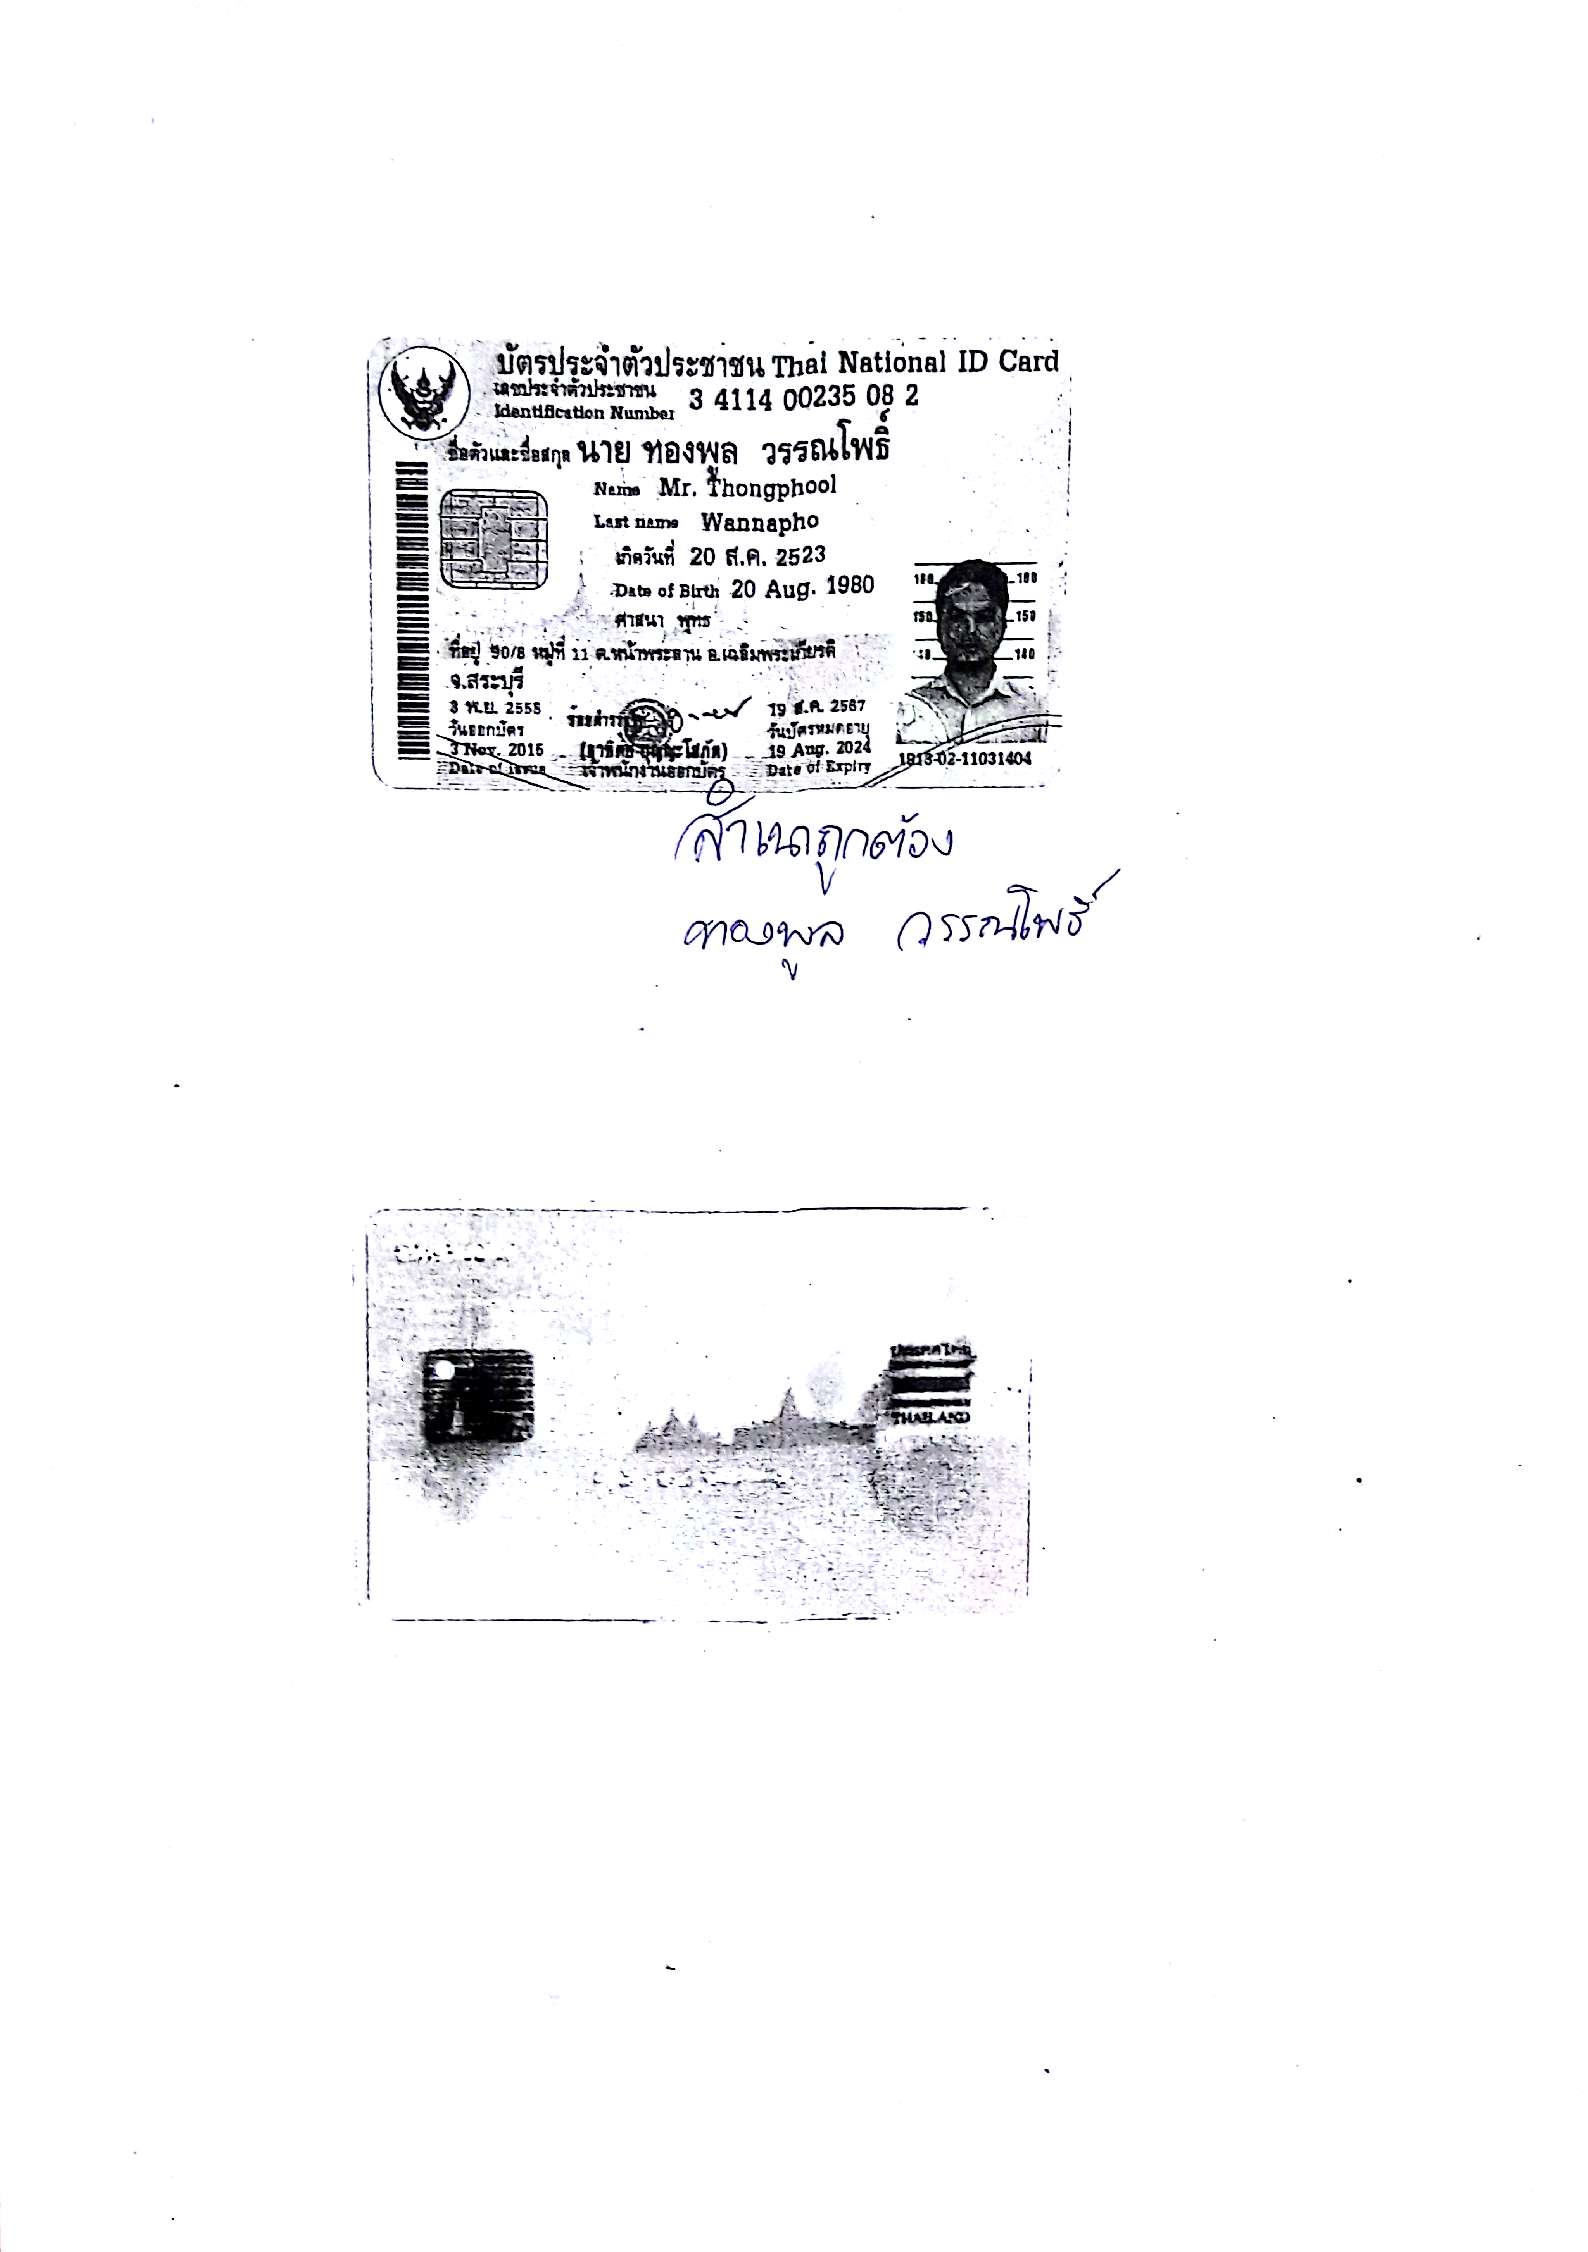 บัตรประจำตัวประชาชน Thai National ID Card
เลขประจำตัวประชาชน
Identification Number 3 4114 00235 08 2
ชื่อตัวและชื่อสกุล นาย ทองพูล วรรณโพธิ์
Name Mr. Thongphool
Last name Wannapho
เกิดวันที่ 20 ส.ค. 2523
Date of Birth 20 Aug. 1980
ศาสนา พุทธ
ที่อยู่ 90/8 หมู่ที่ 11 ต.หน้าพระลาน อ.เฉลิมพระเกียรติ
จ.สระบุรี
180 180
150 150
140
3 พ.ย. 2558
วันออกบัตร
3 Nov. 2015
Date of Issue
เจ้าพนักงานออกบัตร
19 ส.ค. 2567
วันบัตรหมดอายุ
19 Aug. 2024
Date of Expiry
1913-02-11031404
สำเนาถูกต้อง
ทองพูล วรรณโพธิ์
ประเทศไทย
THAILAND